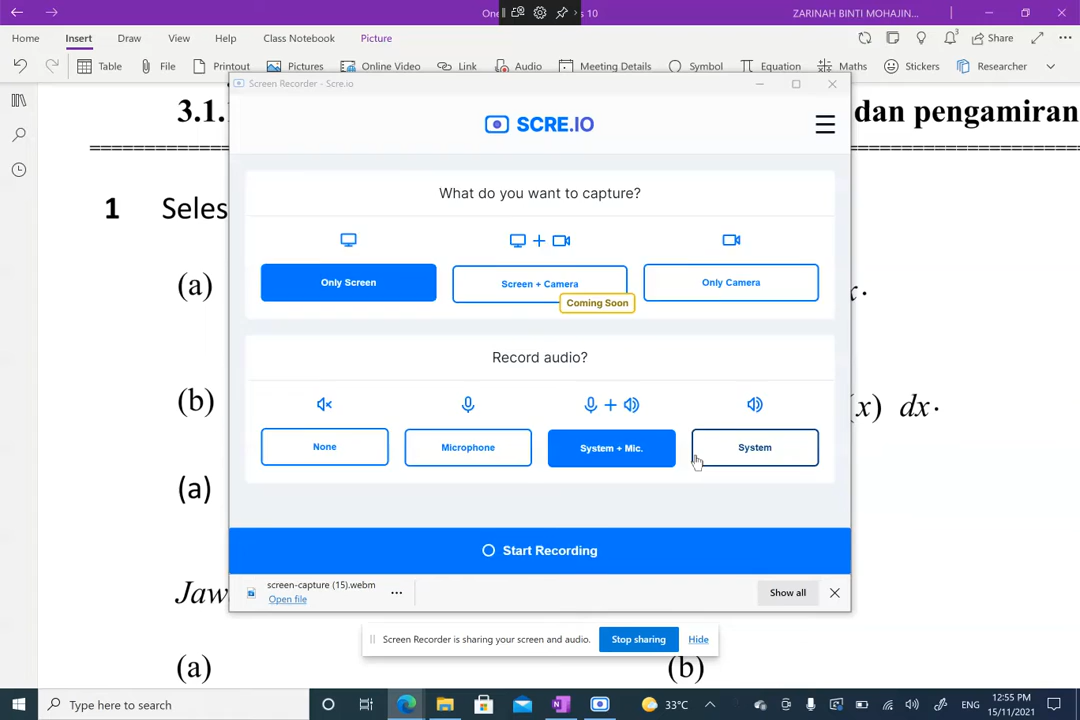 One
s 10
ZARINAH BINTI MOHAJIN...
Home
Insert
Draw
View
Help
Class Notebook
Picture
Share
Table
File
Printout
Pictures
Online Video
Link
Audio
Meeting Details
Symbol
Equation
Maths
Stickers
Researcher
Screen Recorder - Scre.io
3.1.
dan pengamiran
SCRE.IO
What do you want to capture?
1 Seles
Only Screen
Screen + Camera
Only Camera
Coming Soon
(a)
Record audio?
(b)
(x) dx.
None
Microphone
System + Mic.
System
(a)
Start Recording
screen-capture (15).webm
Open file
Show all
Jaw
Screen Recorder is sharing your screen and audio.
Stop sharing
Hide
(a)
(b)
Type here to search
33°C
ENG
12:55 PM
15/11/2021